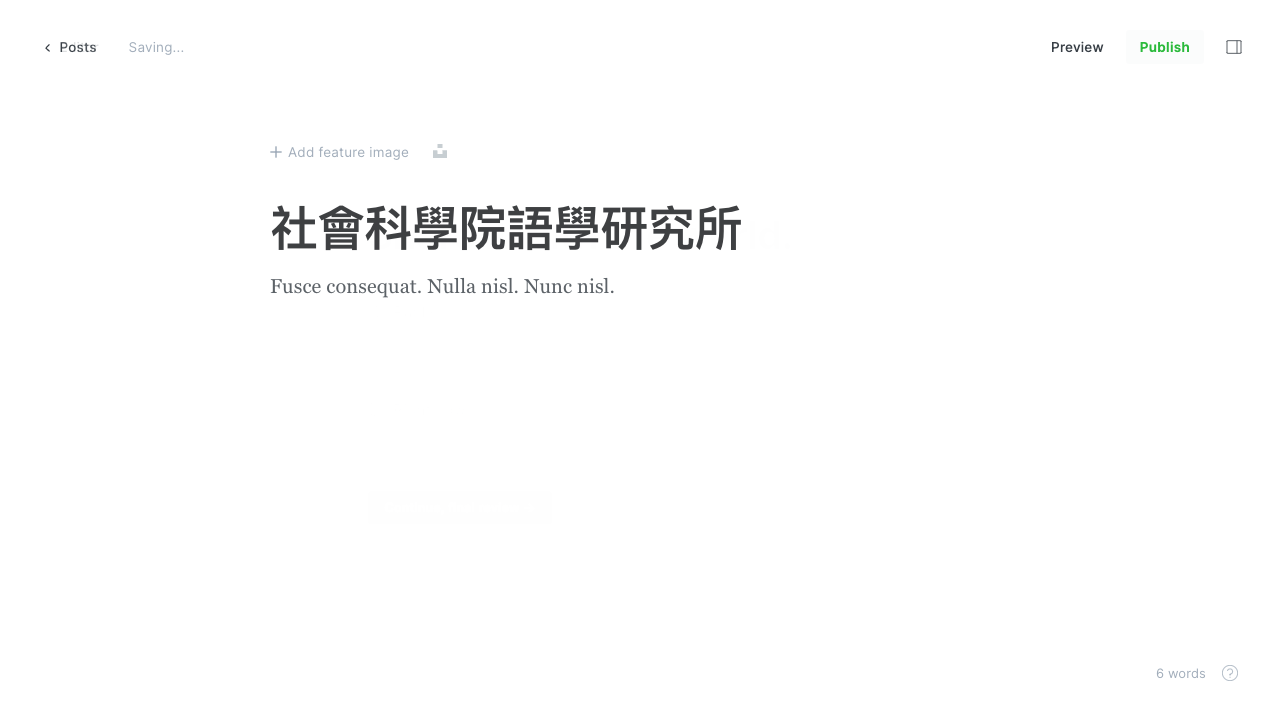 Posts
Saving...
Preview
Publish
Add feature image
社會科學院語學研究所
Fusce consequat. Nulla nisl. Nunc nisl.
6 words
?